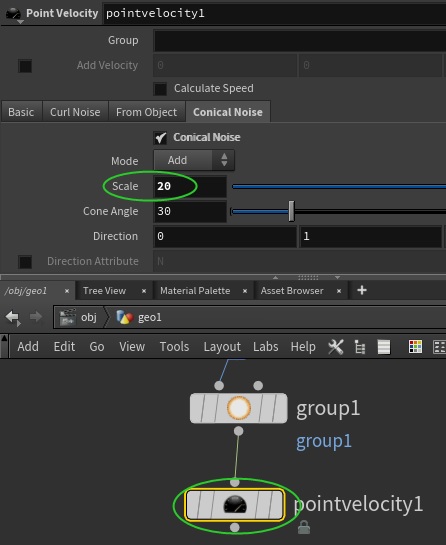 Point Velocity pointvelocity1
Group
Add Velocity 0 0
Calculate Speed
Basic Curl Noise From Object Conical Noise
Conical Noise
Mode Add
Scale 20
Cone Angle 30
Direction 0 1
Direction Attribute N
/obj/geo1 × Tree View × Material Palette × Asset Browser × +
obj geo1
Add Edit Go View Tools Layout Labs Help
group1
group1
pointvelocity1